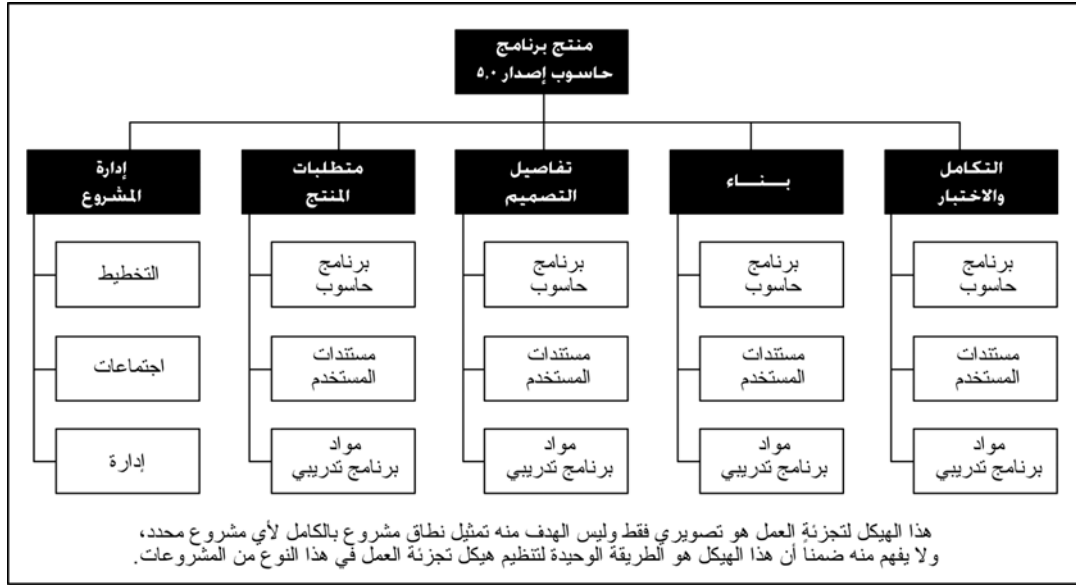 منتج برنامج
حاسوب إصدار ٥,٠
إدارة
المشروع
متطلبات
المنتج
تفاصيل
التصميم
بـــنـــاء
التكامل
والاختبار
التخطيط
برنامج
حاسوب
برنامج
حاسوب
برنامج
حاسوب
برنامج
حاسوب
اجتماعات
مستندات
المستخدم
مستندات
المستخدم
مستندات
المستخدم
مستندات
المستخدم
إدارة
مواد
برنامج تدريبي
مواد
برنامج تدريبي
مواد
برنامج تدريبي
مواد
برنامج تدريبي
هذا الهيكل لتجزئة العمل هو تصويري فقط وليس الهدف منه تمثيل نطاق مشروع بالكامل لأي مشروع محدد،
ولا يفهم منه ضمناً أن هذا الهيكل هو الطريقة الوحيدة لتنظيم هيكل تجزئة العمل في هذا النوع من المشروعات.